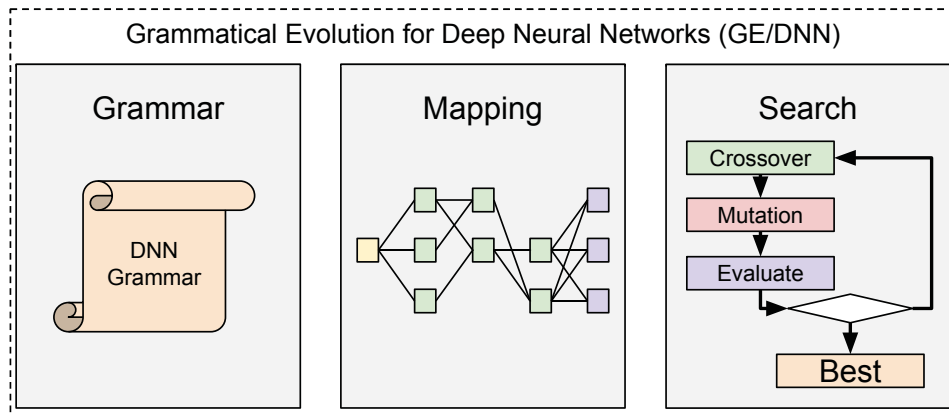 Grammatical Evolution for Deep Neural Networks (GE/DNN)
Grammar
DNN
Grammar
Mapping
Search
Crossover
Mutation
Evaluate
Best